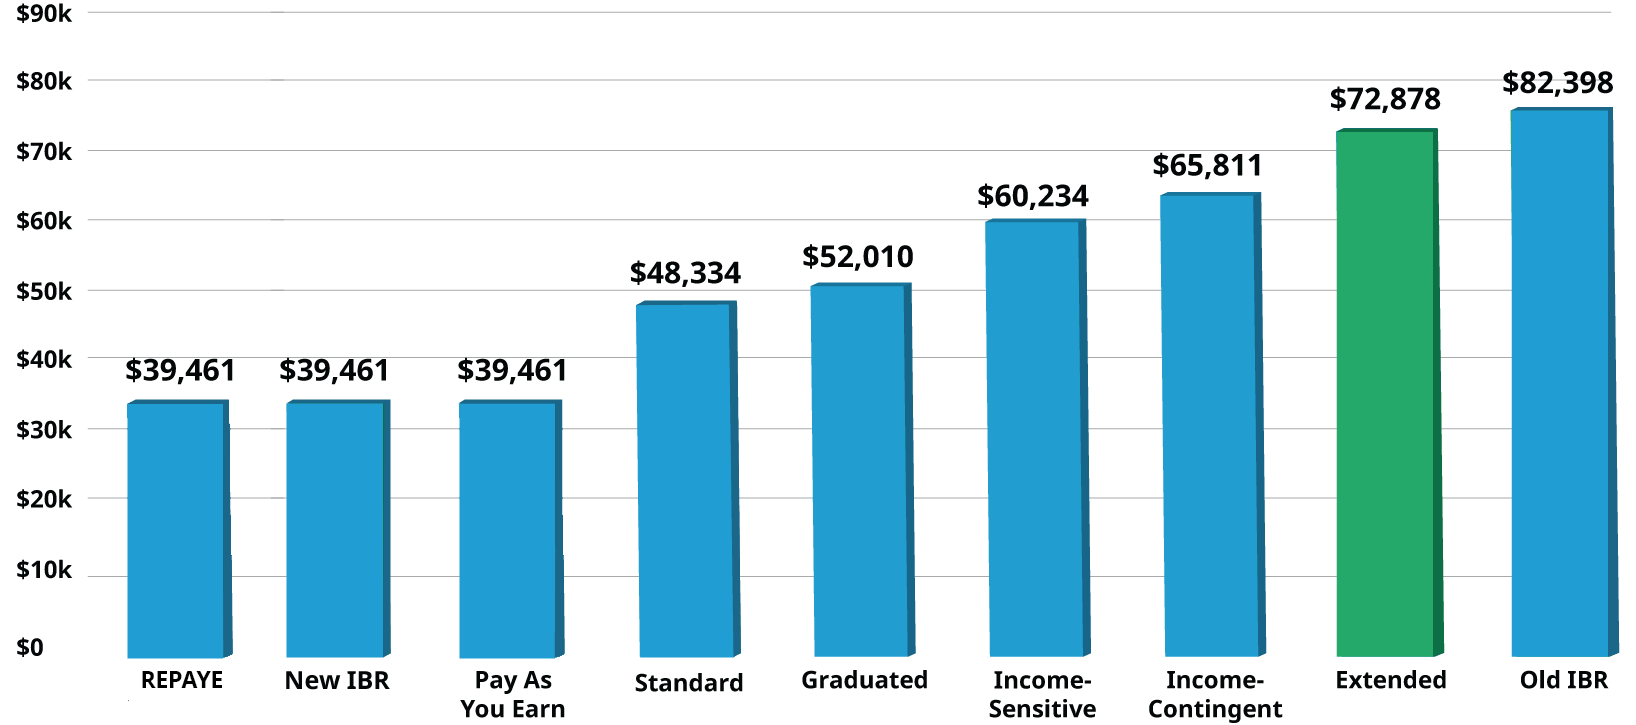 $90k
$80k
$70k
$60k
$50k
$40k
$30k
$20k
$10k
$0
$39,461
$39,461
$39,461
$48,334
$52,010
$60,234
$65,811
$72,878
$82,398
REPAYE
New IBR
Pay As
You Earn
Standard
Graduated
Income-
Sensitive
Income-
Contingent
Extended
Old IBR